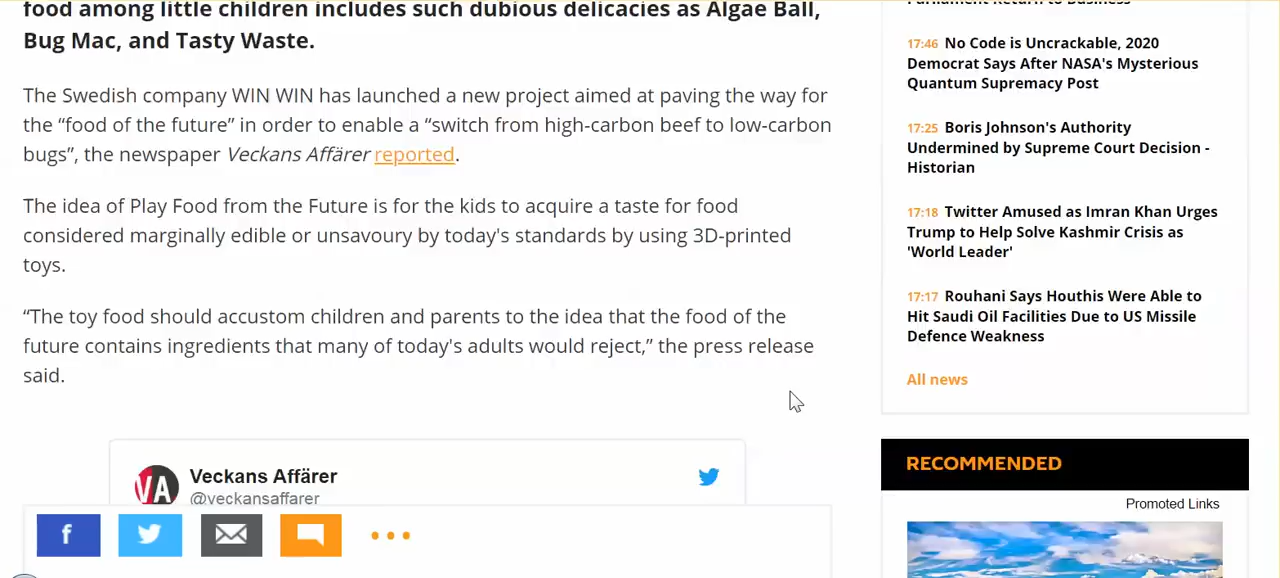 food among little children includes such dubious delicacies as Algae Ball,
Bug Mac, and Tasty Waste.
The Swedish company WIN WIN has launched a new project aimed at paving the way for
the “food of the future” in order to enable a “switch from high-carbon beef to low-carbon
bugs”, the newspaper Veckans Affärer reported.
The idea of Play Food from the Future is for the kids to acquire a taste for food
considered marginally edible or unsavoury by today's standards by using 3D-printed
toys.
“The toy food should accustom children and parents to the idea that the food of the
future contains ingredients that many of today's adults would reject,” the press release
said.
Veckans Affärer
@veckansaffarer
VA
f
Parliament Return to Business
17:46 No Code is Uncrackable, 2020
Democrat Says After NASA's Mysterious
Quantum Supremacy Post
17:25 Boris Johnson's Authority
Undermined by Supreme Court Decision -
Historian
17:18 Twitter Amused as Imran Khan Urges
Trump to Help Solve Kashmir Crisis as
'World Leader'
17:17 Rouhani Says Houthis Were Able to
Hit Saudi Oil Facilities Due to US Missile
Defence Weakness
All news
RECOMMENDED
Promoted Links